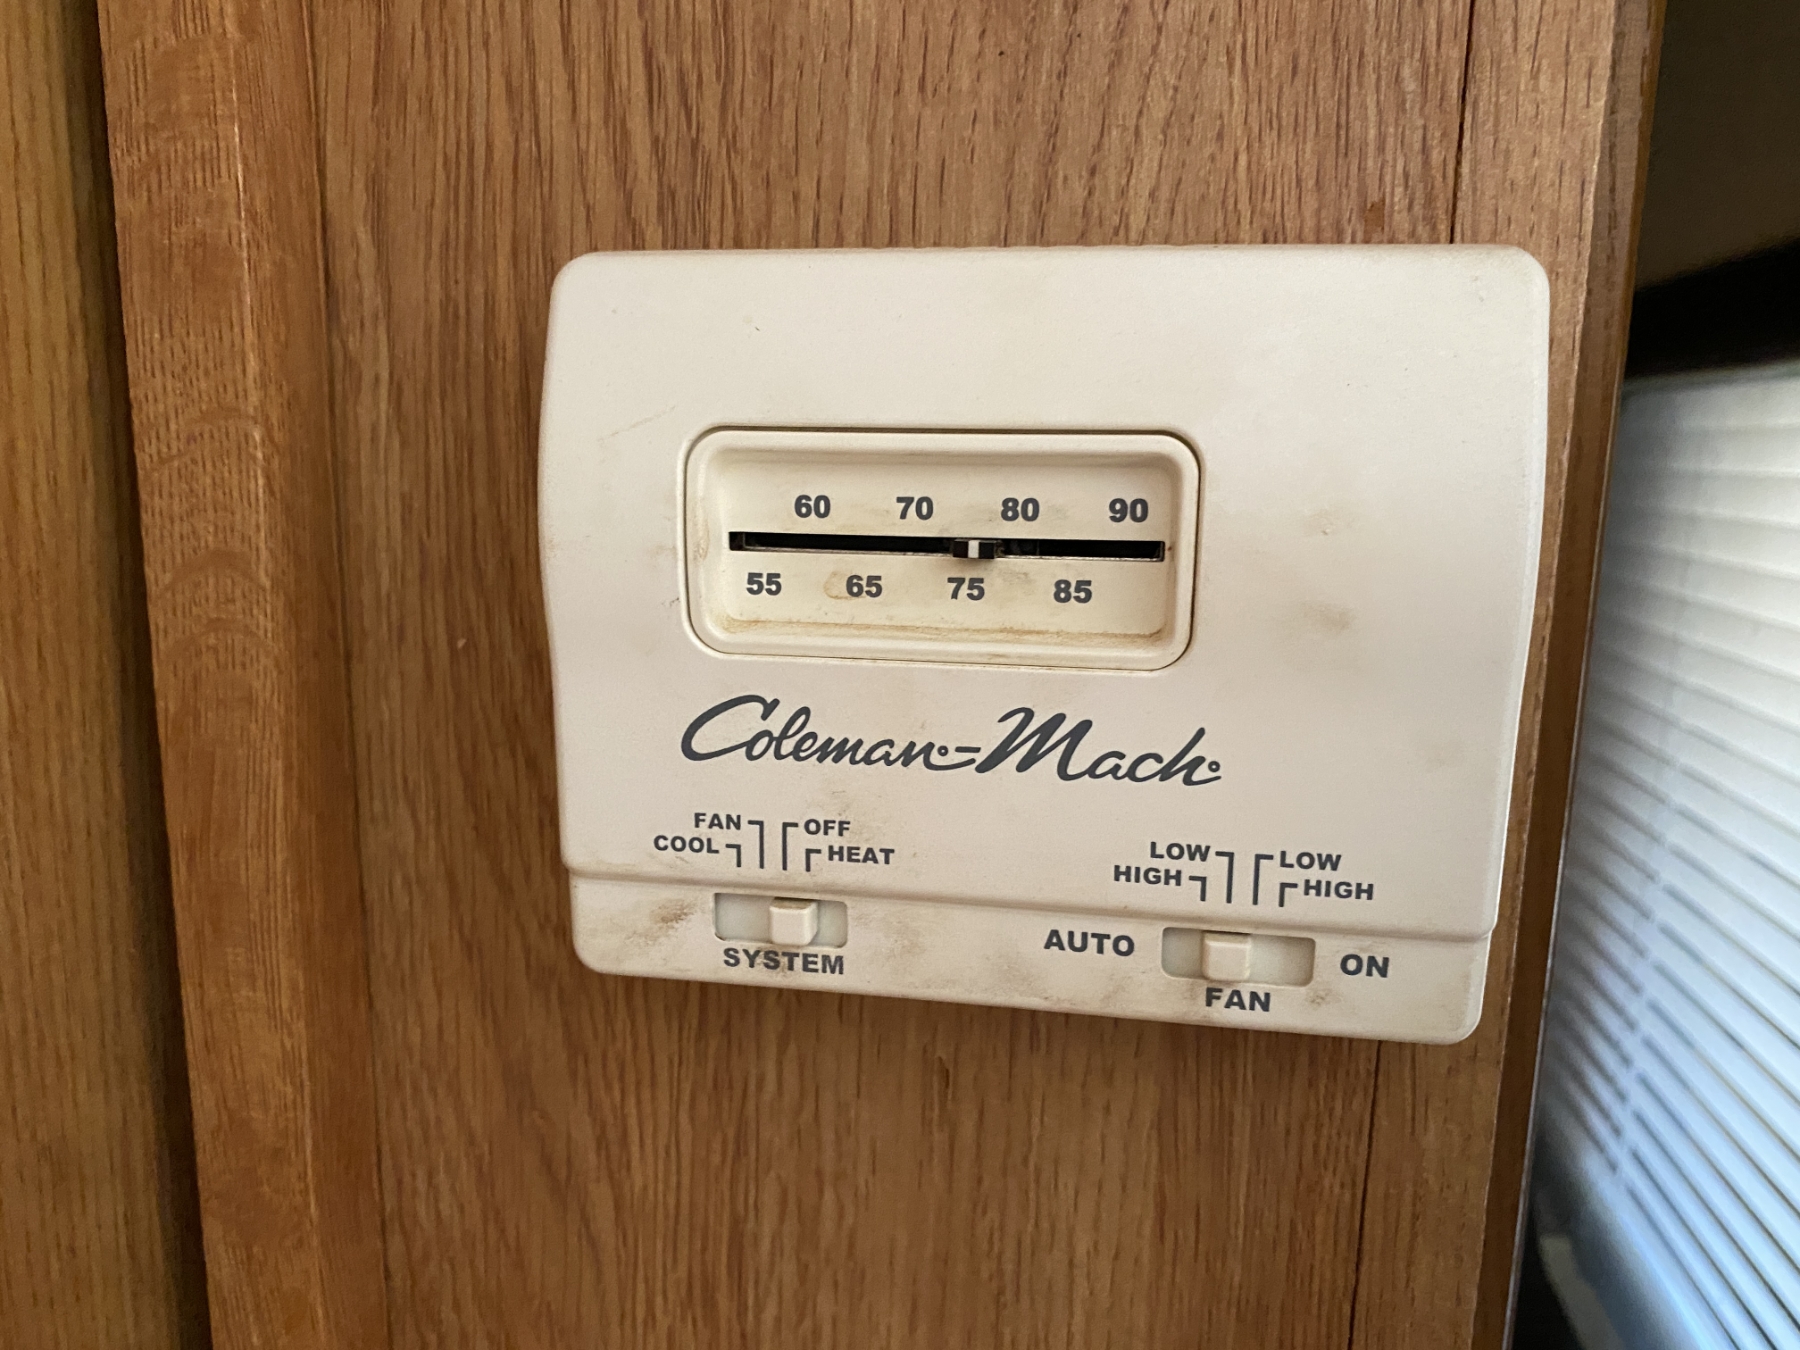 60 70 80 90
55 65 75 85
Coleman-Mach
FAN OFF
COOL HEAT
LOW LOW
HIGH HIGH
AUTO ON
SYSTEM
FAN